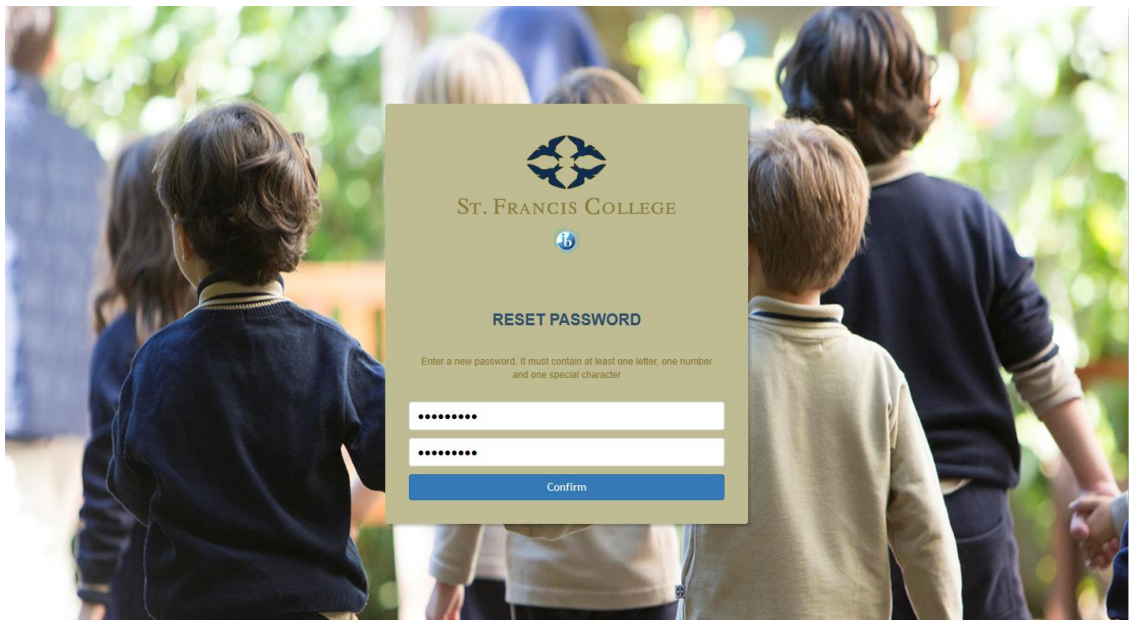 St. Francis College
ib
RESET PASSWORD
Enter a new password. It must contain at least one letter, one number
and one special character
•••••••••
•••••••••
Confirm